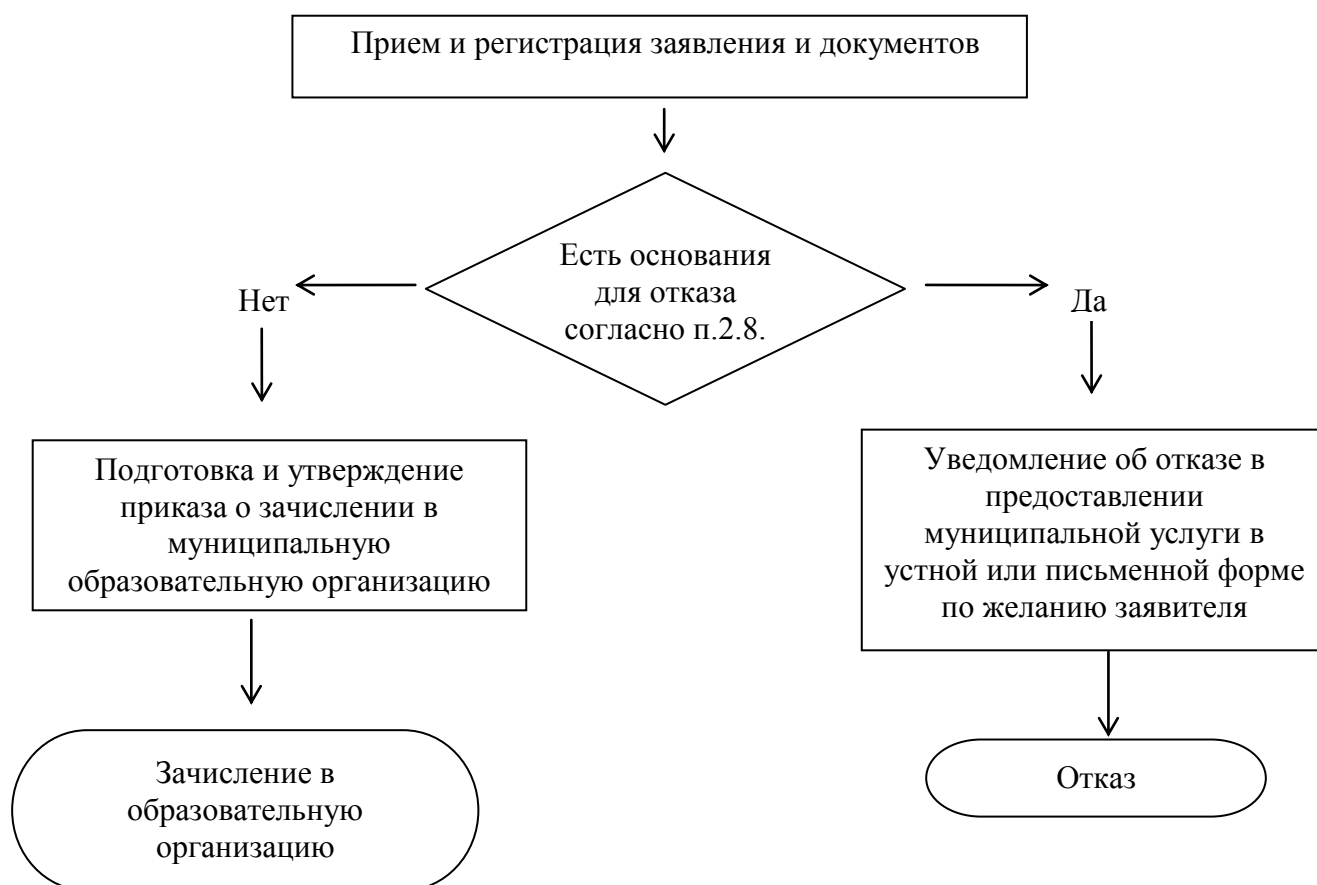 Прием и регистрация заявления и документов
Есть основания
для отказа
согласно п.2.8.
Нет
Да
Подготовка и утверждение
приказа о зачислении в
муниципальную
образовательную организацию
Уведомление об отказе в
предоставлении
муниципальной услуги в
устной или письменной форме
по желанию заявителя
Зачисление в
образовательную
организацию
Отказ